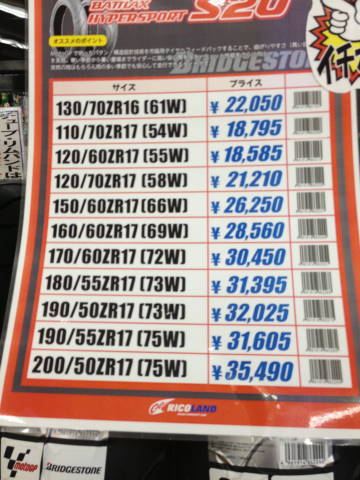 BATTLAX
HYPERSPORT S20
オススメのポイント
BRIDGESTONE
イチオ
サイズ プライス
130/70ZR16 (61W) ¥ 22,050
110/70ZR17 (54W) ¥ 18,795
120/60ZR17 (55W) ¥ 18,585
120/70ZR17 (58W) ¥ 21,210
150/60ZR17(66W) ¥ 26,250
160/60ZR17 (69W) ¥ 28,560
170/60ZR17 (72W) ¥ 30,450
180/55ZR17 (73W) ¥ 31,395
190/50ZR17 (73W) ¥ 32,025
190/55ZR17 (75W) ¥ 31,605
200/50ZR17 (75W) ¥ 35,490
RICOLAND
motoGP BRIDGESTONE